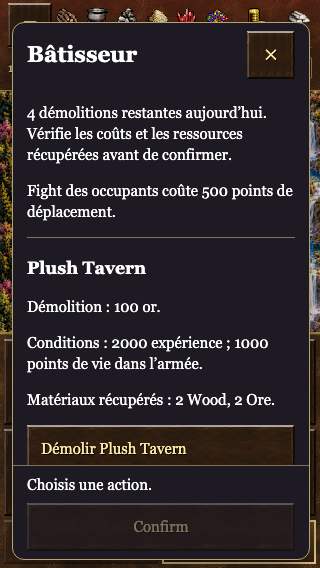 Bâtisseur
×
4 démolitions restantes aujourd’hui.
Vérifie les coûts et les ressources
récupérées avant de confirmer.
Fight des occupants coûte 500 points de
déplacement.
Plush Tavern
Démolition : 100 or.
Conditions : 2000 expérience ; 1000
points de vie dans l’armée.
Matériaux récupérés : 2 Wood, 2 Ore.
Démolir Plush Tavern
Choisis une action.
Confirm